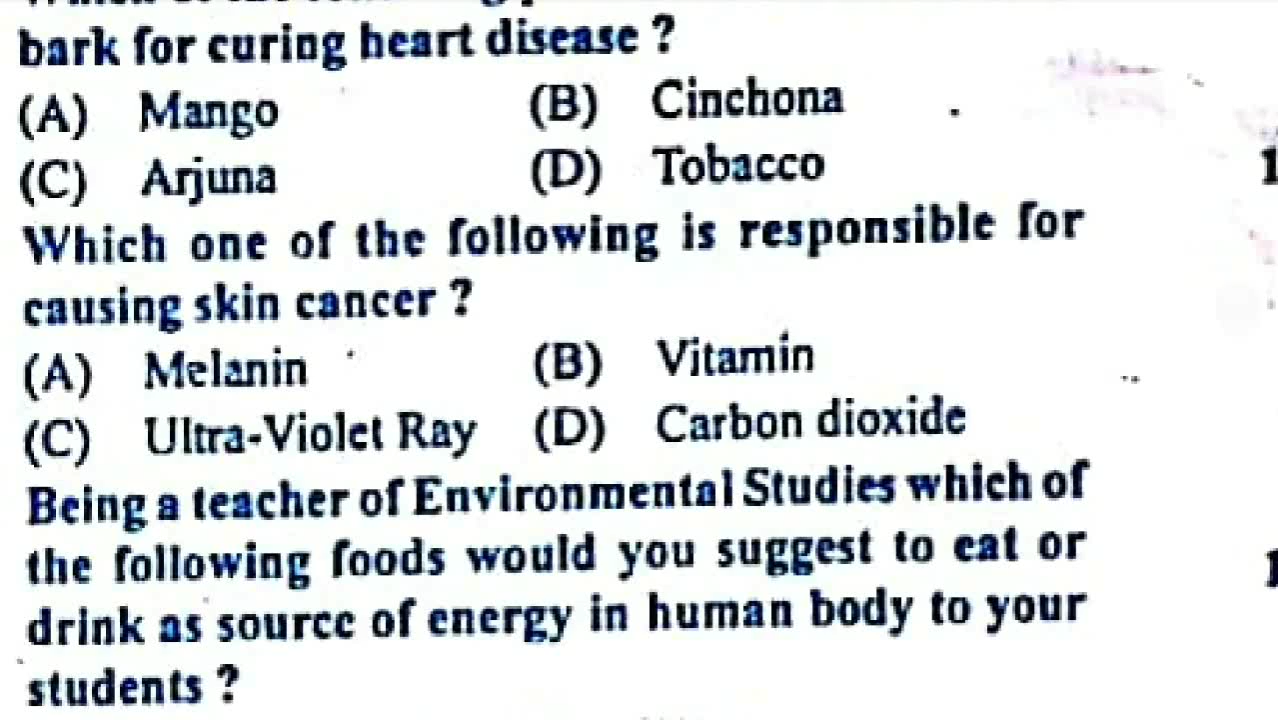 bark for curing heart disease ?
(A) Mango (B) Cinchona
(C) Arjuna (D) Tobacco
Which one of the following is responsible for
causing skin cancer ?
(A) Melanin (B) Vitamin
(C) Ultra-Violet Ray (D) Carbon dioxide
Being a teacher of Environmental Studies which of
the following foods would you suggest to eat or
drink as source of energy in human body to your
students ?